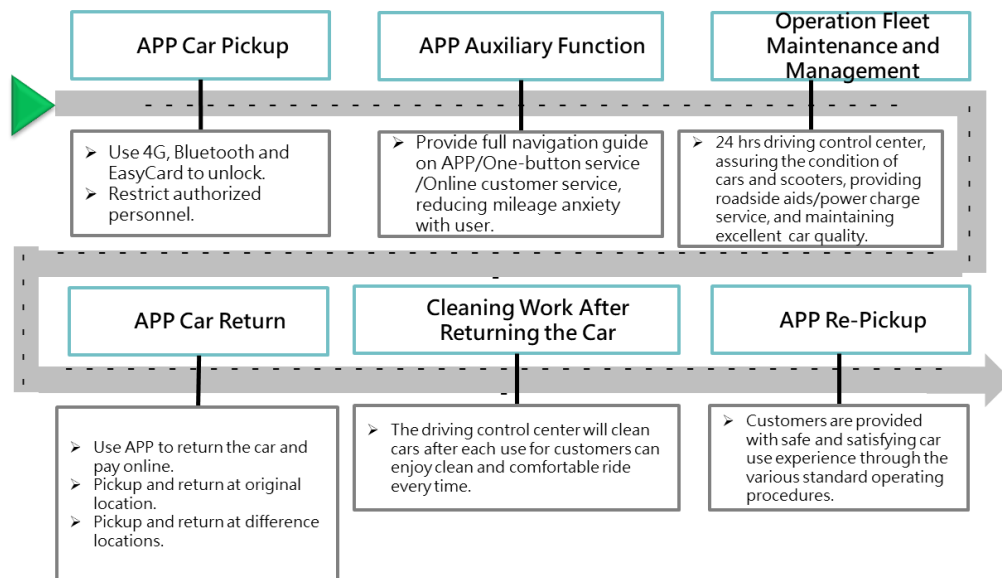 APP Car Pickup
APP Auxiliary Function
Operation Fleet
Maintenance and
Management
➢ Use 4G, Bluetooth and
EasyCard to unlock.
➢ Restrict authorized
personnel.
➢ Provide full navigation guide
on APP/One-button service
/Online customer service,
reducing mileage anxiety
with user.
➢ 24 hrs driving control center,
assuring the condition of
cars and scooters, providing
roadside aids/power charge
service, and maintaining
excellent car quality.
APP Car Return
Cleaning Work After
Returning the Car
APP Re-Pickup
➢ Use APP to return the car and
pay online.
➢ Pickup and return at original
location.
➢ Pickup and return at difference
locations.
➢ The driving control center will clean
cars after each use for customers can
enjoy clean and comfortable ride
every time.
➢ Customers are provided
with safe and satisfying car
use experience through the
various standard operating
procedures.